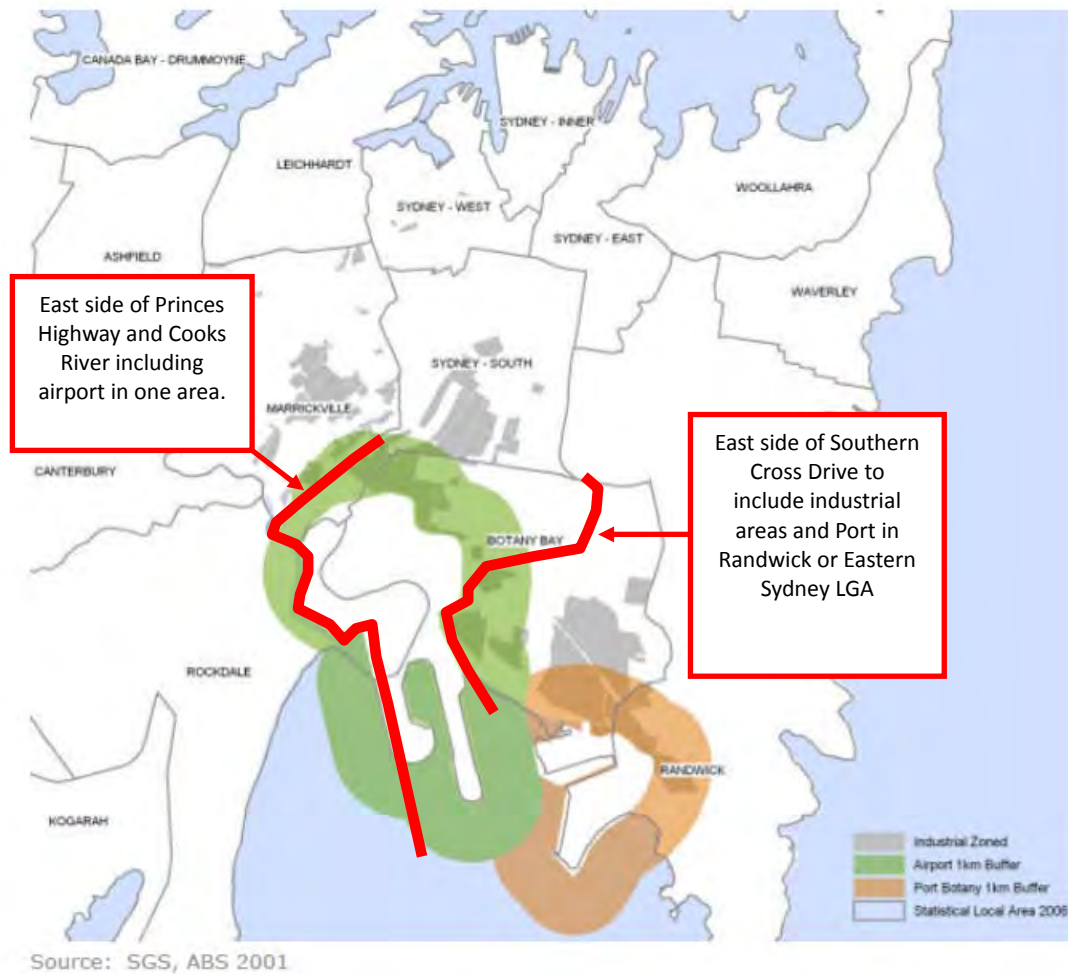 CANADA BAY - DRUMMOYNE
SYDNEY - INNER
LEICHHARDT
WOOLLAHRA
SYDNEY - WEST
SYDNEY - EAST
ASHFIELD
WAVERLEY
East side of Princes
Highway and Cooks
River including
airport in one area.
SYDNEY - SOUTH
MARRICKVILLE
CANTERBURY
East side of Southern
Cross Drive to
include industrial
areas and Port in
Randwick or Eastern
Sydney LGA
BOTANY BAY
ROCKDALE
RANDWICK
KOGARAH
Industrial Zoned
Airport 1km Buffer
Port Botany 1km Buffer
Statistical Local Area 2006
Source: SGS, ABS 2001